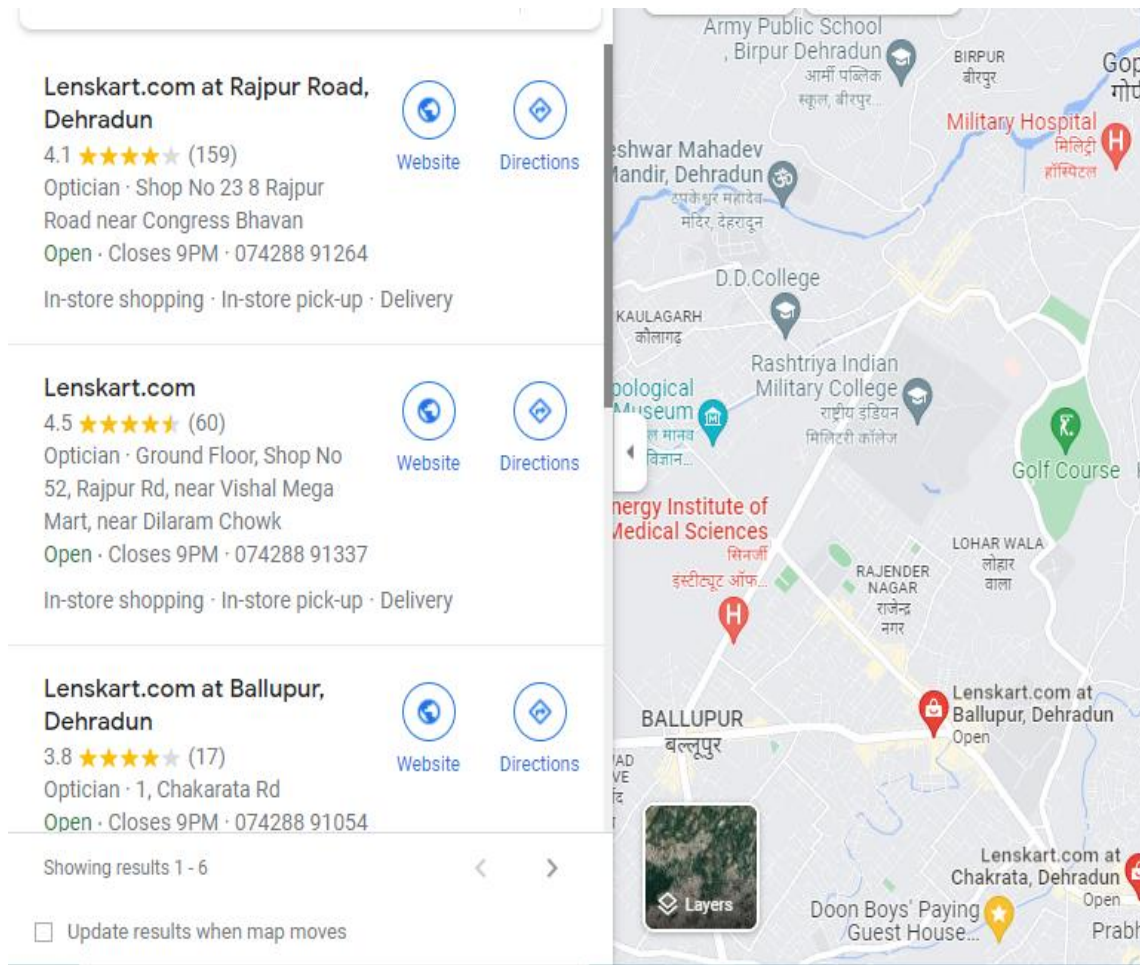 Lenskart.com at Rajpur Road,
Dehradun
4.1 (159)
Optician · Shop No 23 8 Rajpur
Road near Congress Bhavan
Open · Closes 9PM · 074288 91264
In-store shopping · In-store pick-up · Delivery
Website
Directions
Lenskart.com
4.5 (60)
Optician · Ground Floor, Shop No
52, Rajpur Rd, near Vishal Mega
Mart, near Dilaram Chowk
Open · Closes 9PM · 074288 91337
In-store shopping · In-store pick-up · Delivery
Website
Directions
Lenskart.com at Ballupur,
Dehradun
3.8 (17)
Optician · 1, Chakarata Rd
Open · Closes 9PM · 074288 91054
Website
Directions
Showing results 1 - 6
Update results when map moves
Army Public School
, Birpur Dehradun
आर्मी पब्लिक
स्कूल, बीरपुर...
BIRPUR
बीरपुर
Gop
Military Hospital
मिलिट्री
हॉस्पिटल
eshwar Mahadev
Mandir, Dehradun
टपकेश्वर महादेव
मंदिर, देहरादून
D.D.College
KAULAGARH
कौलागढ़
Rashtriya Indian
Military College
राष्ट्रीय इंडियन
मिलिटरी कॉलेज
pological
Museum
ल मानव
विज्ञान...
Golf Course
nergy Institute of
Medical Sciences
सिनर्जी
इंस्टीट्यूट ऑफ...
LOHAR WALA
लोहार
वाला
RAJENDER
NAGAR
राजेन्द्र
नगर
BALLUPUR
बल्लूपुर
Lenskart.com at
Ballupur, Dehradun
Open
Lenskart.com at
Chakrata, Dehradun
Open
Doon Boys' Paying
Guest House...
Prabh
Layers